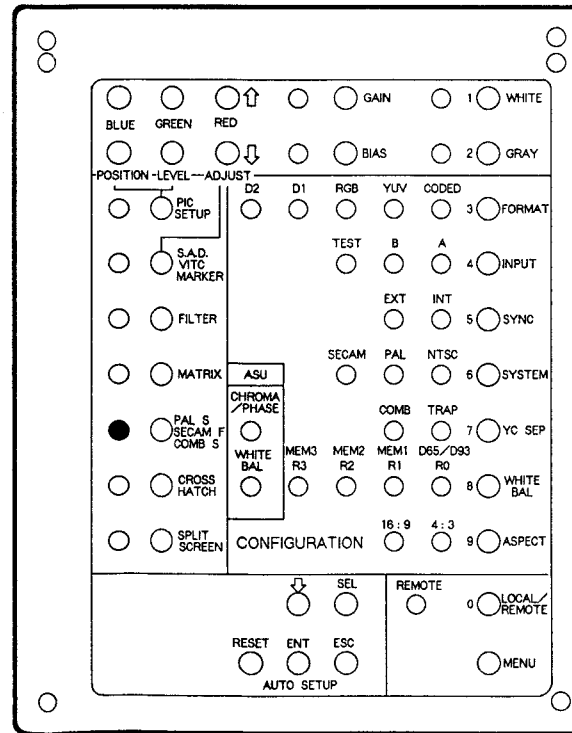 BLUE GREEN RED GAIN 1 WHITE
BIAS 2 GRAY
POSITION LEVEL ADJUST
D2 D1 RGB YUV CODED
PIC
SETUP
3 FORMAT
TEST B A
S.A.D.
VITC
MARKER
4 INPUT
EXT INT
FILTER
5 SYNC
SECAM PAL NTSC
MATRIX
ASU
6 SYSTEM
CHROMA
/PHASE
PAL S
SECAM F
COMB S
COMB TRAP
7 YC SEP
WHITE
BAL
MEM3 MEM2 MEM1 D65/D93
R3 R2 R1 R0
CROSS
HATCH
8 WHITE
BAL
16:9 4:3
SPLIT
SCREEN
CONFIGURATION
9 ASPECT
SEL
REMOTE
0 LOCAL/
REMOTE
RESET ENT ESC
MENU
AUTO SETUP